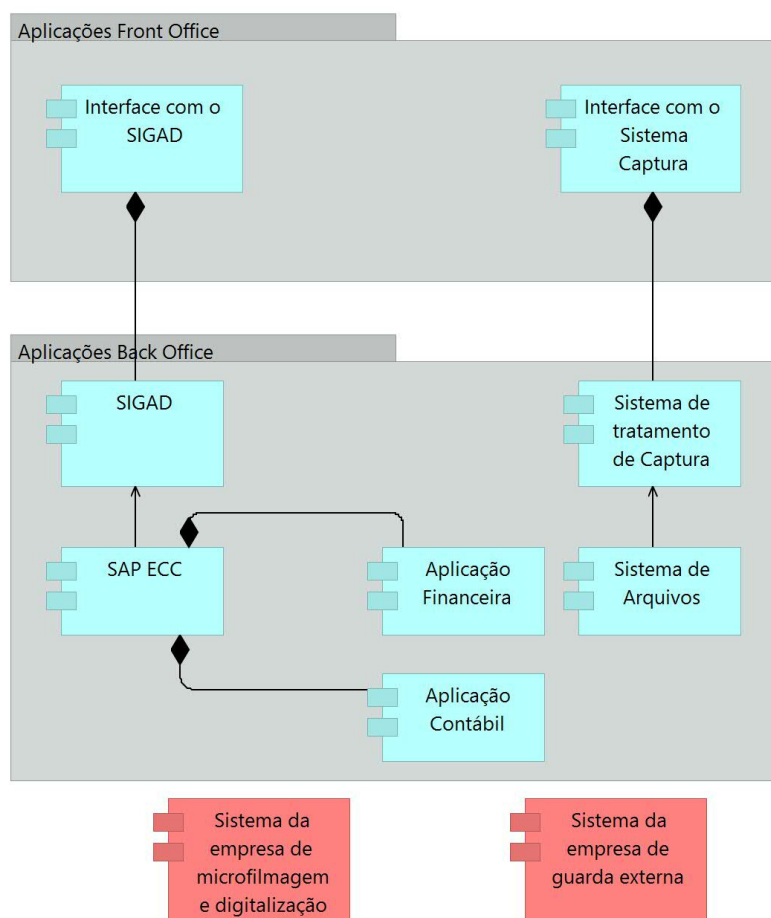 Aplicações Front Office
Interface com o
SIGAD
Interface com o
Sistema
Captura
Aplicações Back Office
SIGAD
Sistema de
tratamento
de Captura
SAP ECC
Aplicação
Financeira
Sistema de
Arquivos
Aplicação
Contábil
Sistema da
empresa de
microfilmagem
e digitalização
Sistema da
empresa de
guarda externa